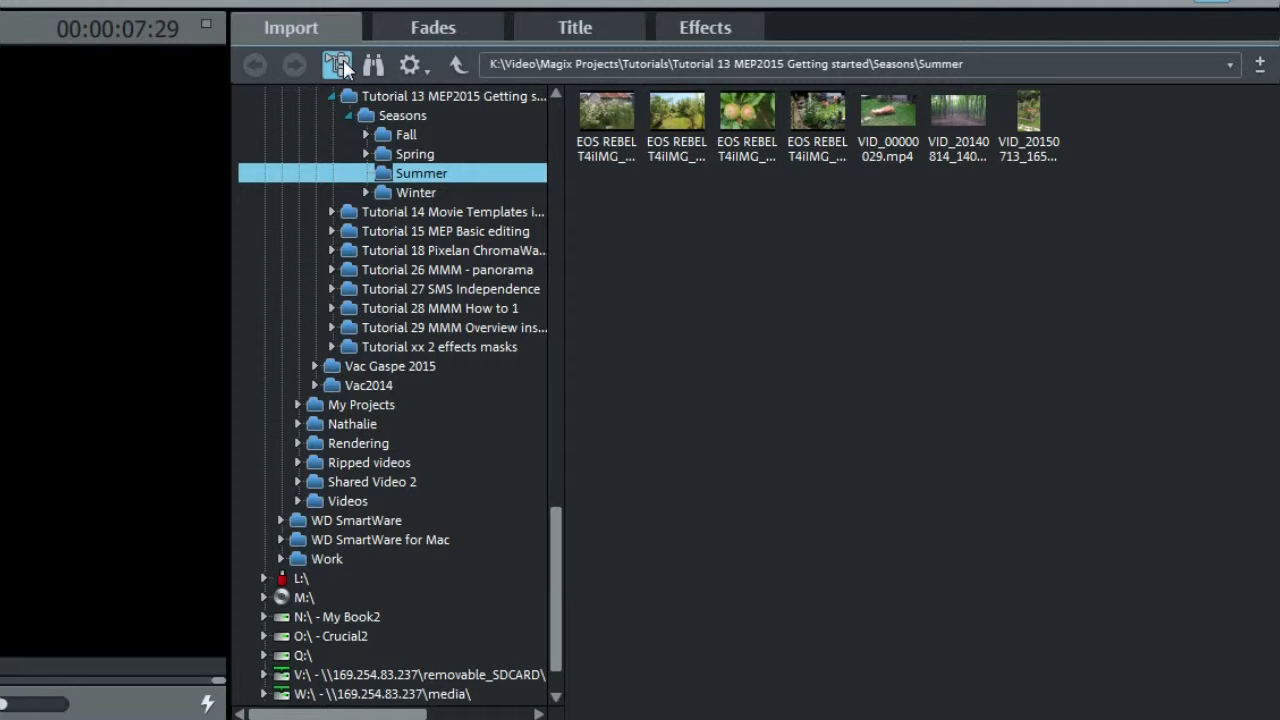 00:00:07:29
Import
Fades
Title
Effects
K:\Video\Magix Projects\Tutorials\Tutorial 13 MEP2015 Getting started\Seasons\Summer
Tutorial 13 MEP2015 Getting s...
Seasons
Fall
Spring
Summer
Winter
Tutorial 14 Movie Templates i...
Tutorial 15 MEP Basic editing
Tutorial 18 Pixelan ChromaWa..
Tutorial 26 MMM - panorama
Tutorial 27 SMS Independence
Tutorial 28 MMM How to 1
Tutorial 29 MMM Overview ins...
Tutorial xx 2 effects masks
Vac Gaspe 2015
Vac2014
My Projects
Nathalie
Rendering
Ripped videos
Shared Video 2
Videos
WD SmartWare
WD SmartWare for Mac
Work
L:\
M:\
N:\ - My Book2
O:\ - Crucial2
Q:\
V:\ - \\169.254.83.237\removable_SDCARD\
W:\ - \\169.254.83.237\media\
EOS REBEL
T4iIMG_...
EOS REBEL
T4iIMG_...
EOS REBEL
T4iIMG_...
EOS REBEL
T4iIMG_...
VID_00000
029.mp4
VID_20140
814_140...
VID_20150
713_165...